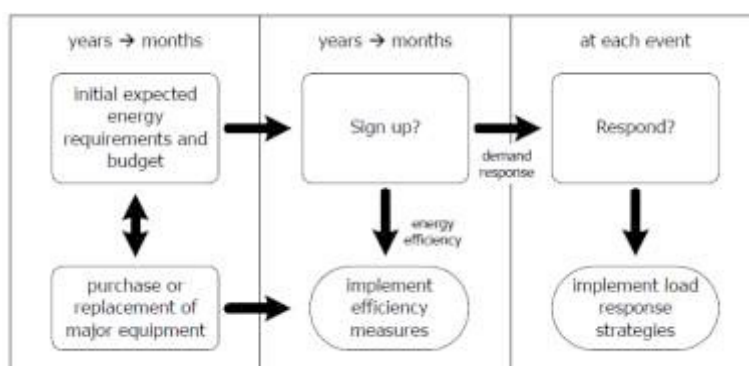 years → months
years → months
at each event
initial expected
energy
requirements and
budget
Sign up?
demand
response
Respond?
energy
efficiency
purchase or
replacement of
major equipment
implement
efficiency
measures
implement load
response
strategies